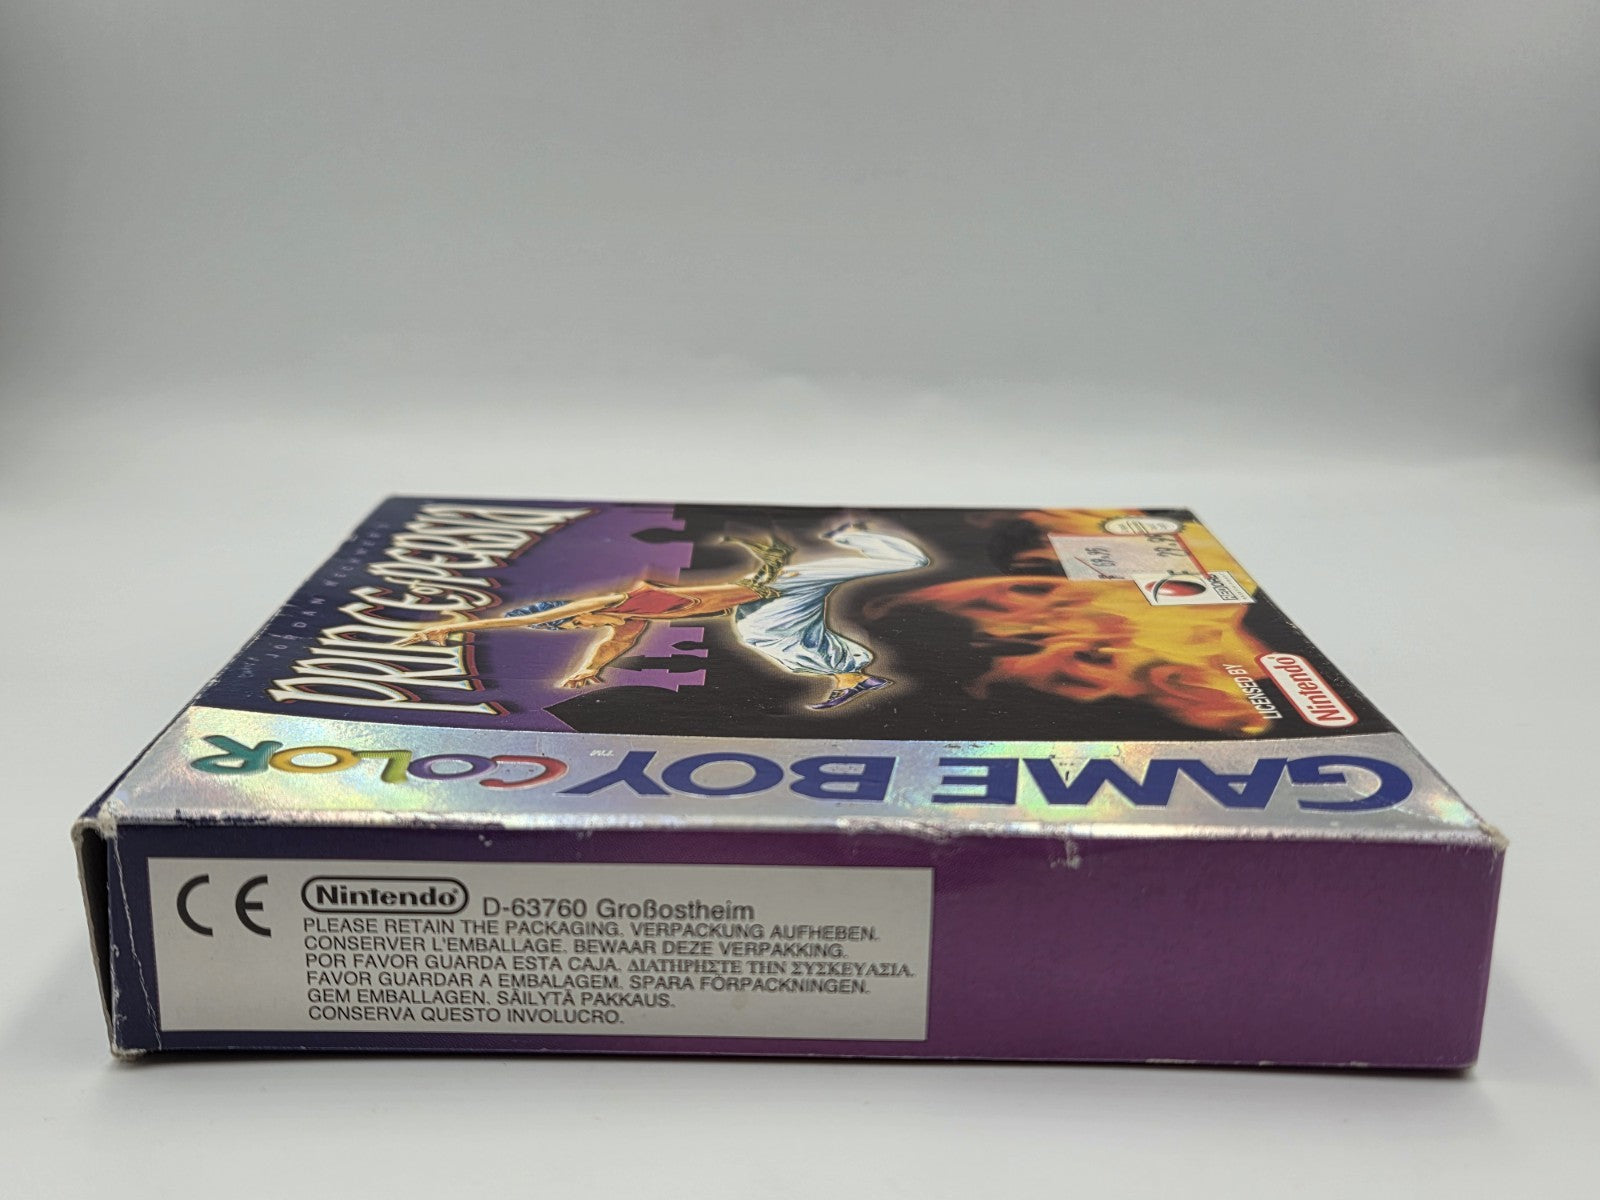 JORDAN MECHNER'S
PRINCE OF PERSIA
GAME BOY COLOR™
LICENSED BY
Nintendo
CE
Nintendo®
D-63760 Großostheim
PLEASE RETAIN THE PACKAGING. VERPACKUNG AUFHEBEN.
CONSERVER L'EMBALLAGE. BEWAAR DEZE VERPAKKING.
POR FAVOR GUARDA ESTA CAJA. ΔΙΑΤΗΡΗΣΤΕ ΤΗΝ ΣΥΣΚΕΥΑΣΙΑ.
FAVOR GUARDAR A EMBALAGEM. SPARA FÖRPACKNINGEN.
GEM EMBALLAGEN. SÄILYTÄ PAKKAUS.
CONSERVA QUESTO INVOLUCRO.